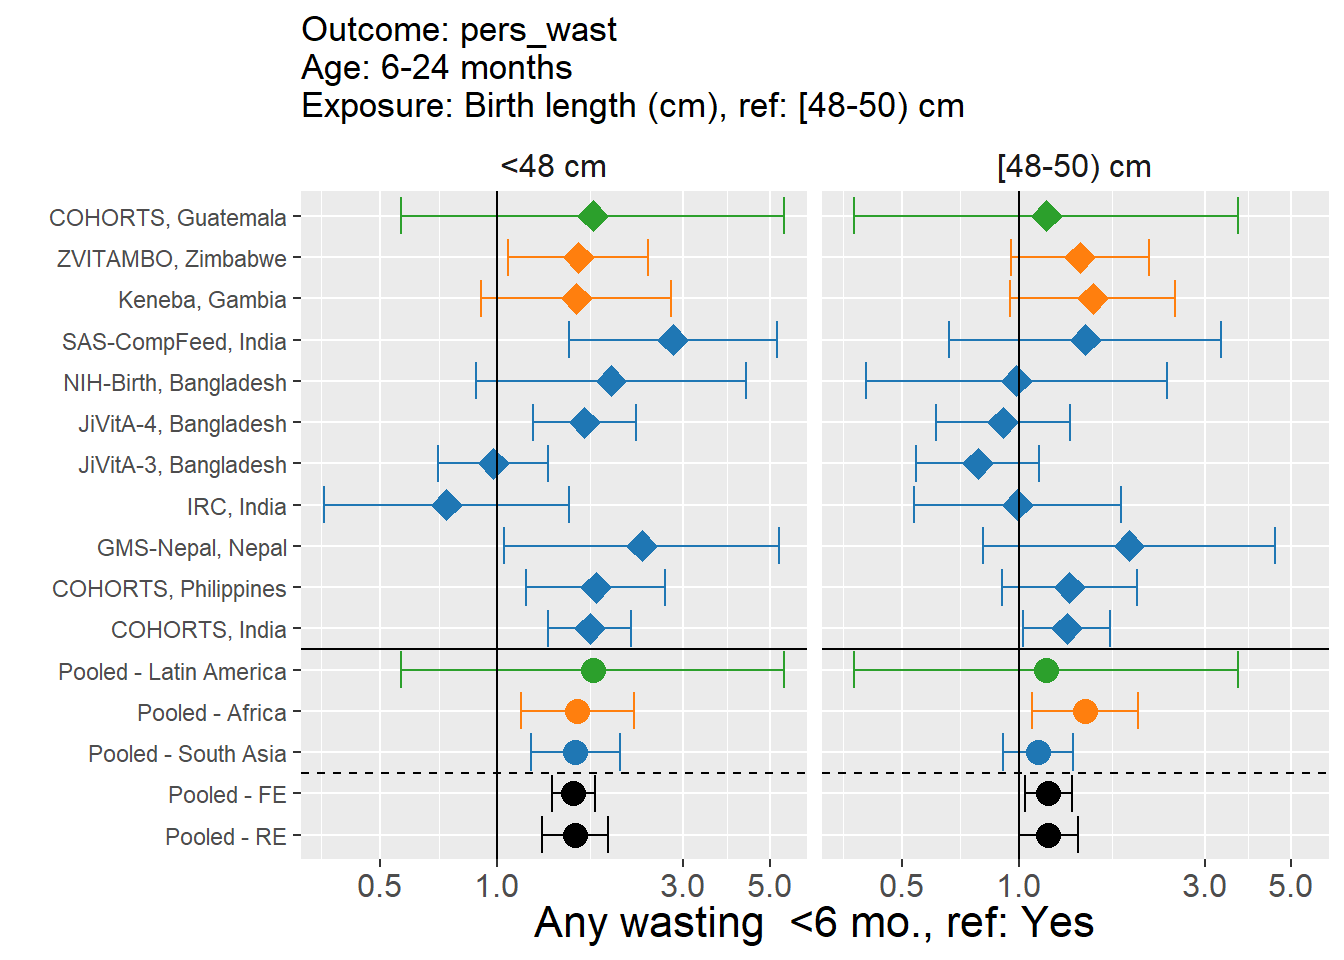 Outcome: pers_wast
Age: 6-24 months
Exposure: Birth length (cm), ref: [48-50) cm
<48 cm
[48-50) cm
COHORTS, Guatemala
ZVITAMBO, Zimbabwe
Keneba, Gambia
SAS-CompFeed, India
NIH-Birth, Bangladesh
JiVitA-4, Bangladesh
JiVitA-3, Bangladesh
IRC, India
GMS-Nepal, Nepal
COHORTS, Philippines
COHORTS, India
Pooled - Latin America
Pooled - Africa
Pooled - South Asia
Pooled - FE
Pooled - RE
0.5 1.0 3.0 5.0
0.5 1.0 3.0 5.0
Any wasting  <6 mo., ref: Yes